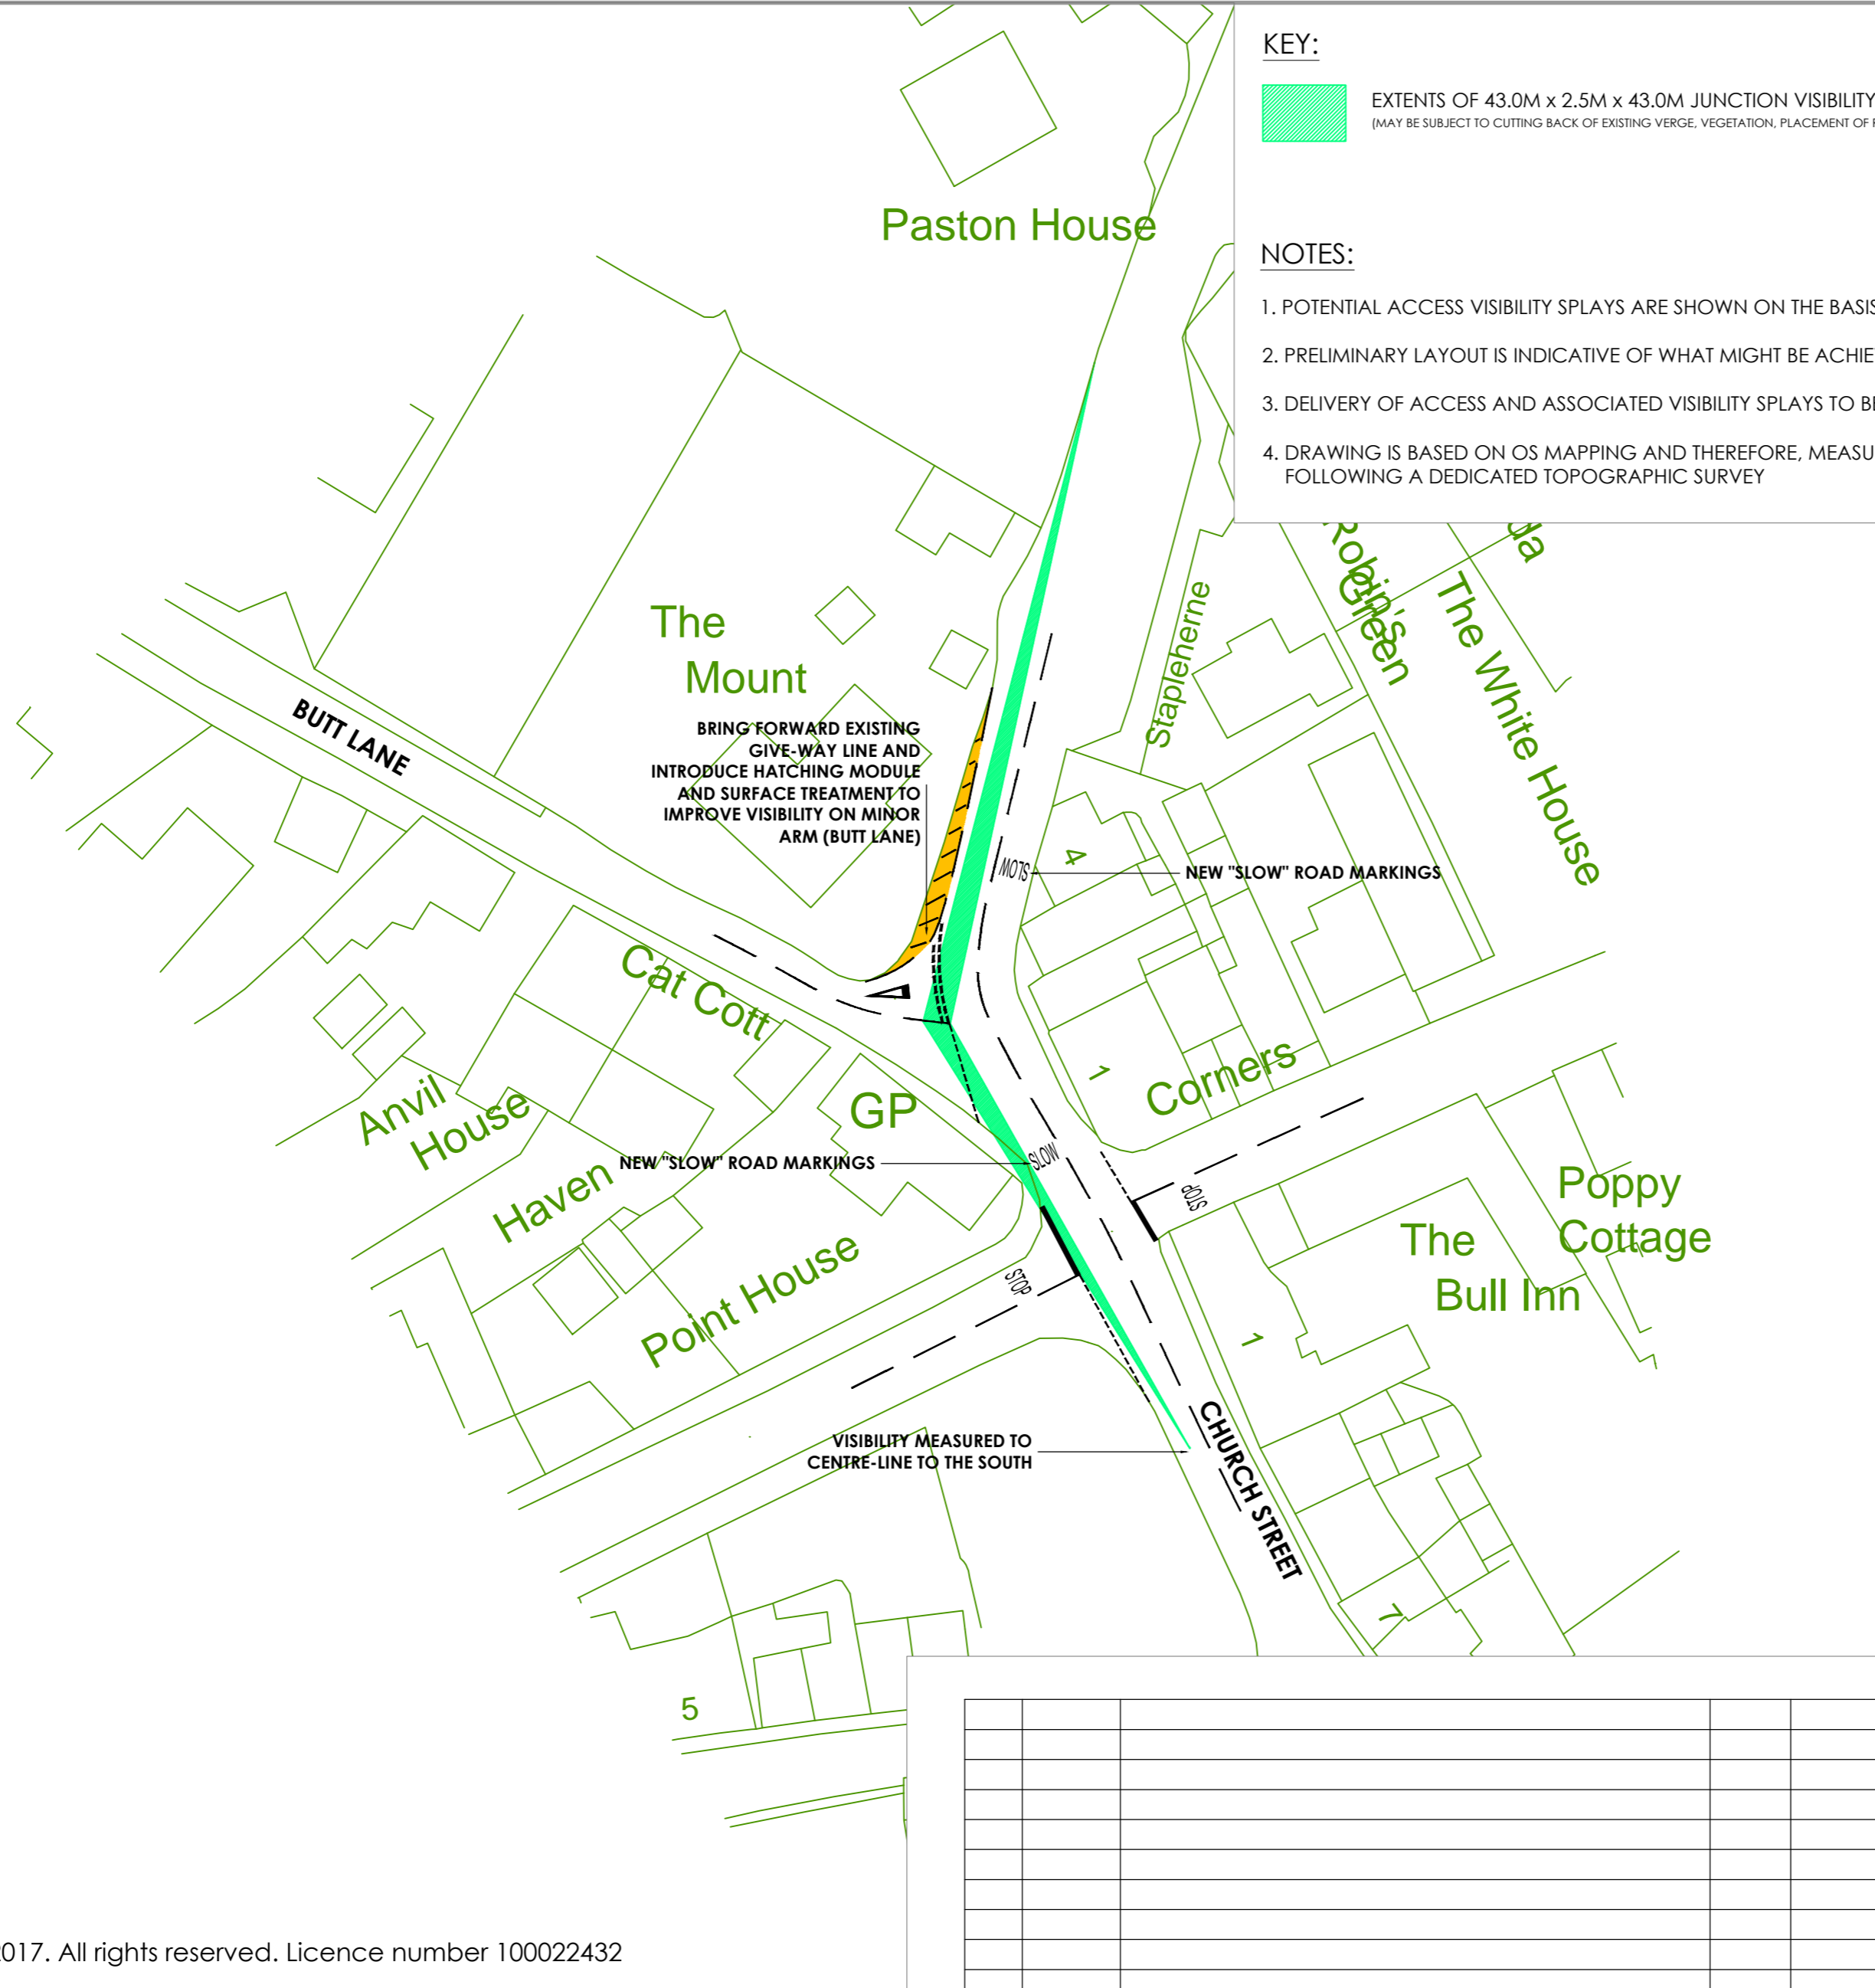 KEY:
EXTENTS OF 43.0M x 2.5M x 43.0M JUNCTION VISIBILITY
(MAY BE SUBJECT TO CUTTING BACK OF EXISTING VERGE, VEGETATION, PLACEMENT OF
NOTES:
1. POTENTIAL ACCESS VISIBILITY SPLAYS ARE SHOWN ON THE BASIS
2. PRELIMINARY LAYOUT IS INDICATIVE OF WHAT MIGHT BE ACHIE
3. DELIVERY OF ACCESS AND ASSOCIATED VISIBILITY SPLAYS TO B
4. DRAWING IS BASED ON OS MAPPING AND THEREFORE, MEASU
FOLLOWING A DEDICATED TOPOGRAPHIC SURVEY
Paston House
Robin's
Green
da
The White House
Stapleherne
The
Mount
BUTT LANE
BRING FORWARD EXISTING
GIVE-WAY LINE AND
INTRODUCE HATCHING MODULE
AND SURFACE TREATMENT TO
IMPROVE VISIBILITY ON MINOR
ARM (BUTT LANE)
4
SLOW
NEW "SLOW" ROAD MARKINGS
Cat Cott
1
Corners
Anvil
House
GP
NEW "SLOW" ROAD MARKINGS
SLOW
Haven
STOP
Poppy
Cottage
The
Bull Inn
Point House
STOP
1
VISIBILITY MEASURED TO
CENTRE-LINE TO THE SOUTH
CHURCH STREET
7
5
2017. All rights reserved. Licence number 100022432